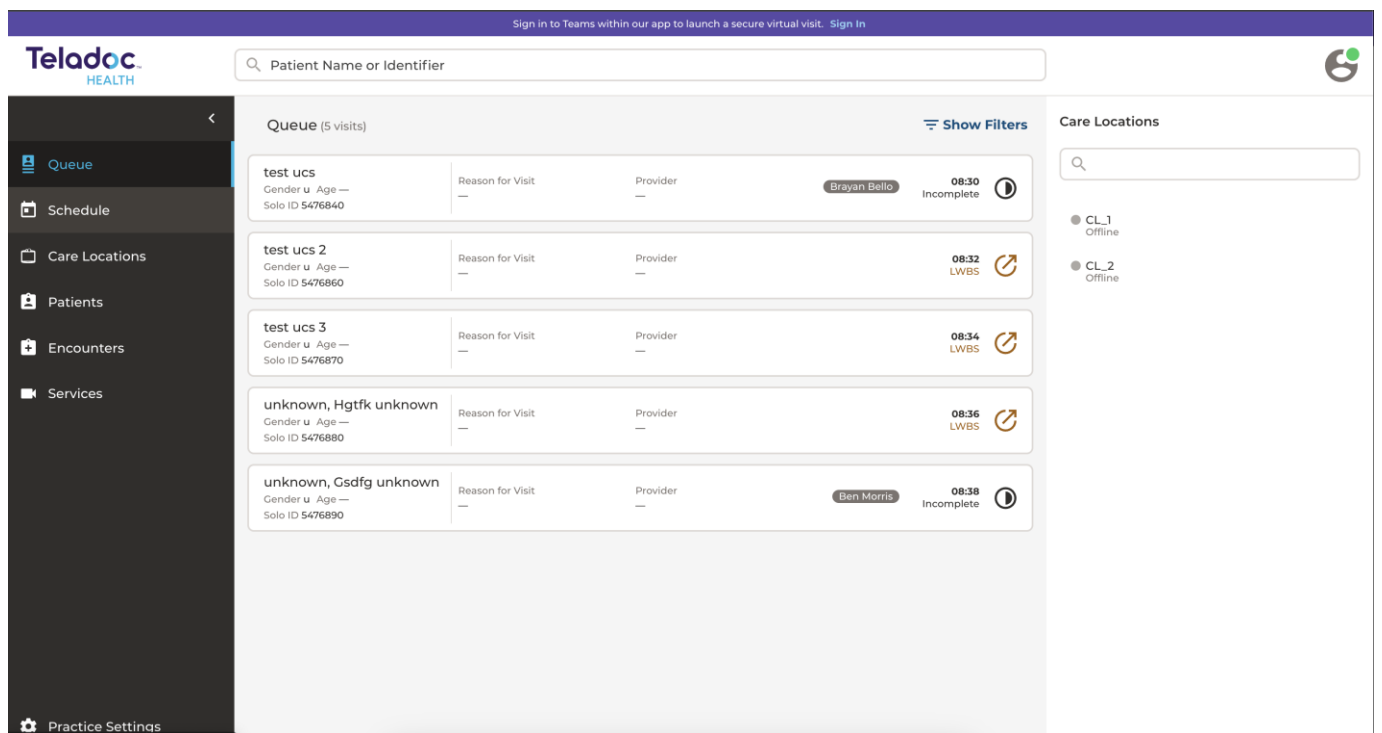 Sign in to Teams within our app to launch a secure virtual visit. Sign In
Teladoc
HEALTH
Patient Name or Identifier
Queue
Schedule
Care Locations
Patients
Encounters
Services
Practice Settings
Queue (5 visits)
Show Filters
test ucs
Gender u Age —
Solo ID 5476840
Reason for Visit
—
Provider
—
Brayan Bello
08:30
Incomplete
test ucs 2
Gender u Age —
Solo ID 5476860
Reason for Visit
—
Provider
—
08:32
LWBS
test ucs 3
Gender u Age —
Solo ID 5476870
Reason for Visit
—
Provider
—
08:34
LWBS
unknown, Hgtfk unknown
Gender u Age —
Solo ID 5476880
Reason for Visit
—
Provider
—
08:36
LWBS
unknown, Gsdfg unknown
Gender u Age —
Solo ID 5476890
Reason for Visit
—
Provider
—
Ben Morris
08:38
Incomplete
Care Locations
CL_1
Offline
CL_2
Offline